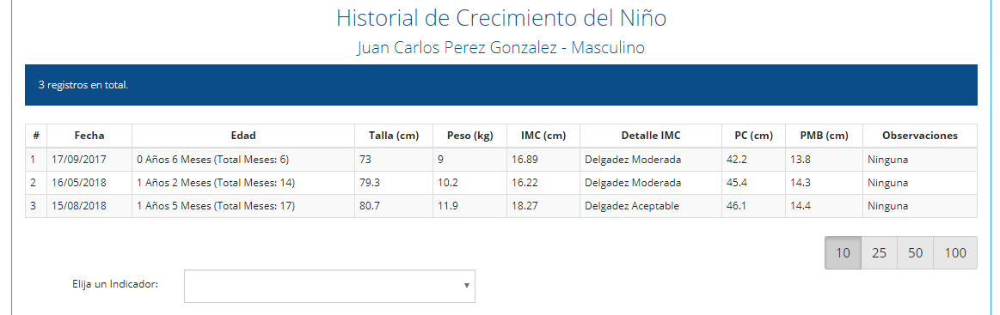 Historial de Crecimiento del Niño
Juan Carlos Perez Gonzalez - Masculino
3 registros en total.
# Fecha Edad Talla (cm) Peso (kg) IMC (cm) Detalle IMC PC (cm) PMB (cm) Observaciones
1 17/09/2017 0 Años 6 Meses (Total Meses: 6) 73 9 16.89 Delgadez Moderada 42.2 13.8 Ninguna
2 16/05/2018 1 Años 2 Meses (Total Meses: 14) 79.3 10.2 16.22 Delgadez Moderada 45.4 14.3 Ninguna
3 15/08/2018 1 Años 5 Meses (Total Meses: 17) 80.7 11.9 18.27 Delgadez Aceptable 46.1 14.4 Ninguna
10 25 50 100
Elija un Indicador: